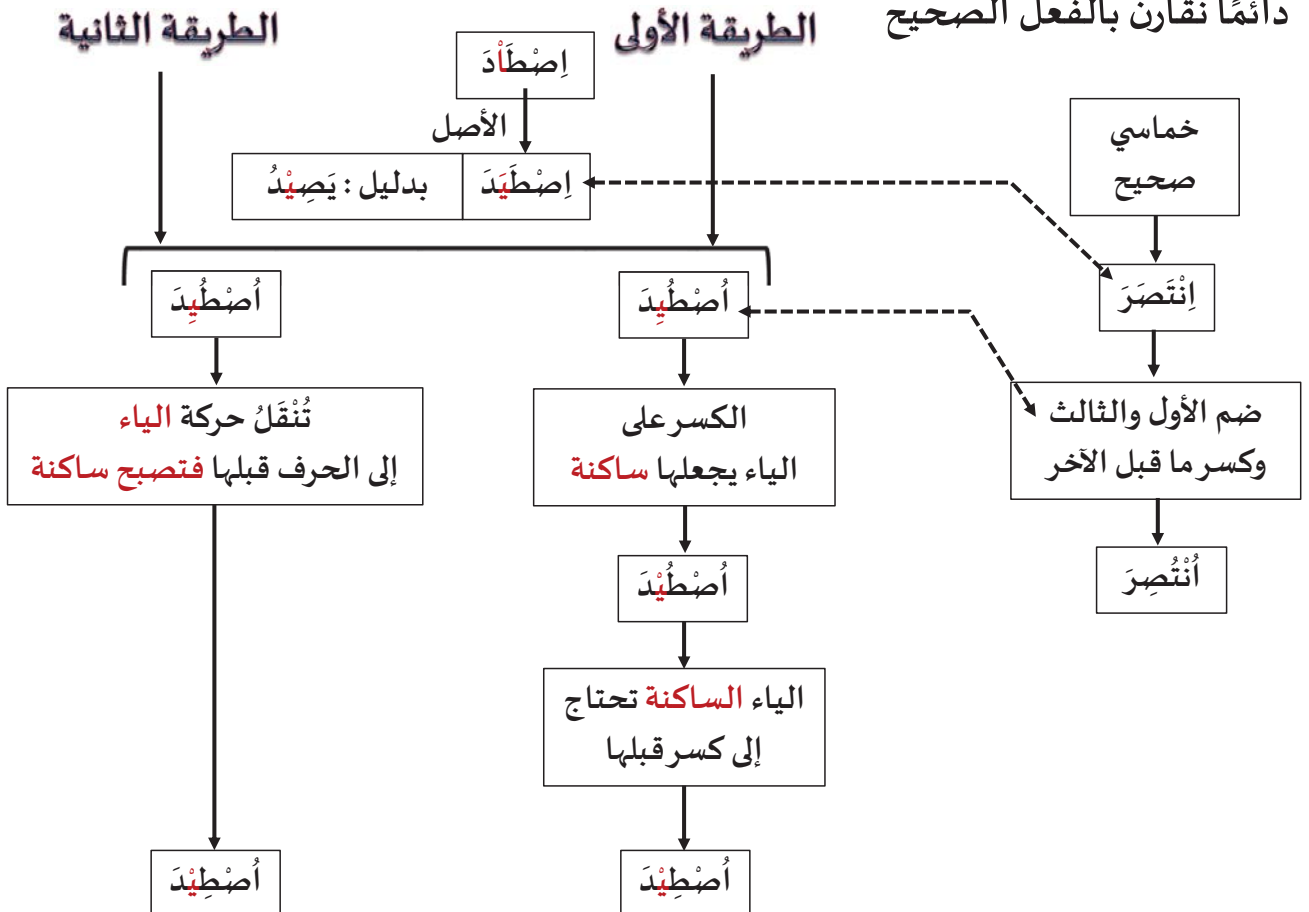 دائمًا نقارن بالفعل الصحيح
الطريقة الأولى
الطريقة الثانية
اِصْطَاْدَ
الأصل
اِصْطَيَدَ
بدليل : يَصِيْدُ
خماسي
صحيح
اِنْتَصَرَ
ضم الأول والثالث
وكسر ما قبل الآخر
اُنْتُصِرَ
اُصْطُيِدَ
الكسر على
الياء يجعلها ساكنة
اُصْطُيْدَ
الياء الساكنة تحتاج
إلى كسر قبلها
اُصْطِيْدَ
اُصْطُيِدَ
تُنْقَلُ حركة الياء
إلى الحرف قبلها فتصبح ساكنة
اُصْطِيْدَ